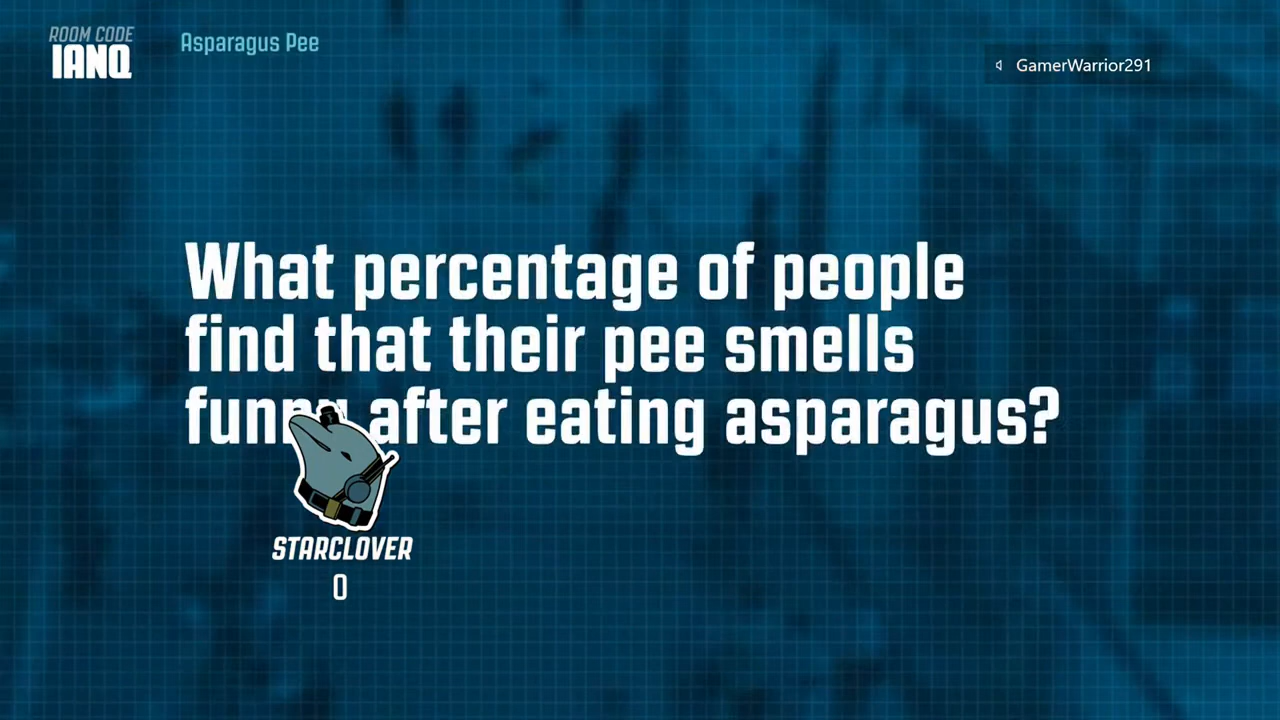 ROOM CODE
IANQ
Asparagus Pee
GamerWarrior291
What percentage of people
find that their pee smells
funny after eating asparagus?
STARCLOVER
0